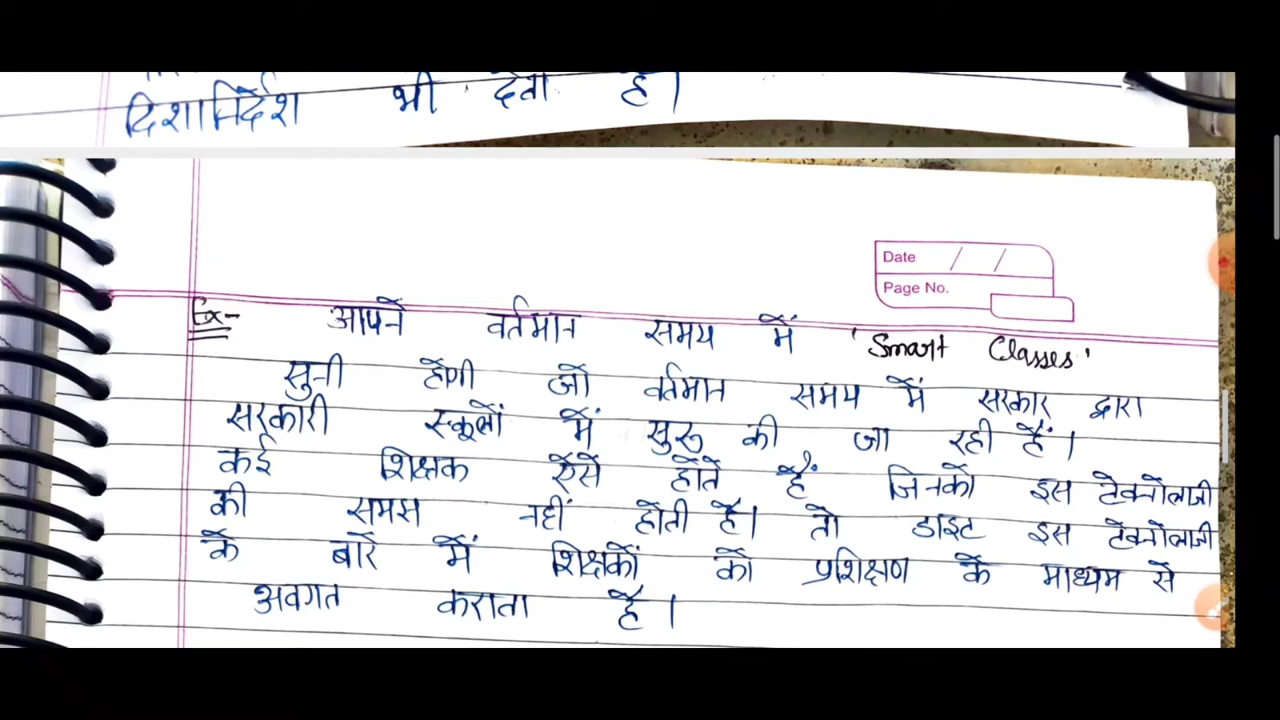 दिशानिर्देश भी देता है।
Date / /
Page No.
Ex- आपने वर्तमान समय में 'Smart Classes'
सुनी होगी जो वर्तमान समय में सरकार द्वारा
सरकारी स्कूलों में सुरू की जा रही हैं।
कई शिक्षक ऐसे होते हैं जिनको इस टेक्नोलाजी
की समस नहीं होती है। तो डाइट इस टेक्नोलाजी
के बारे में शिक्षकों को प्रशिक्षण के माध्यम से
अवगत कराता है।